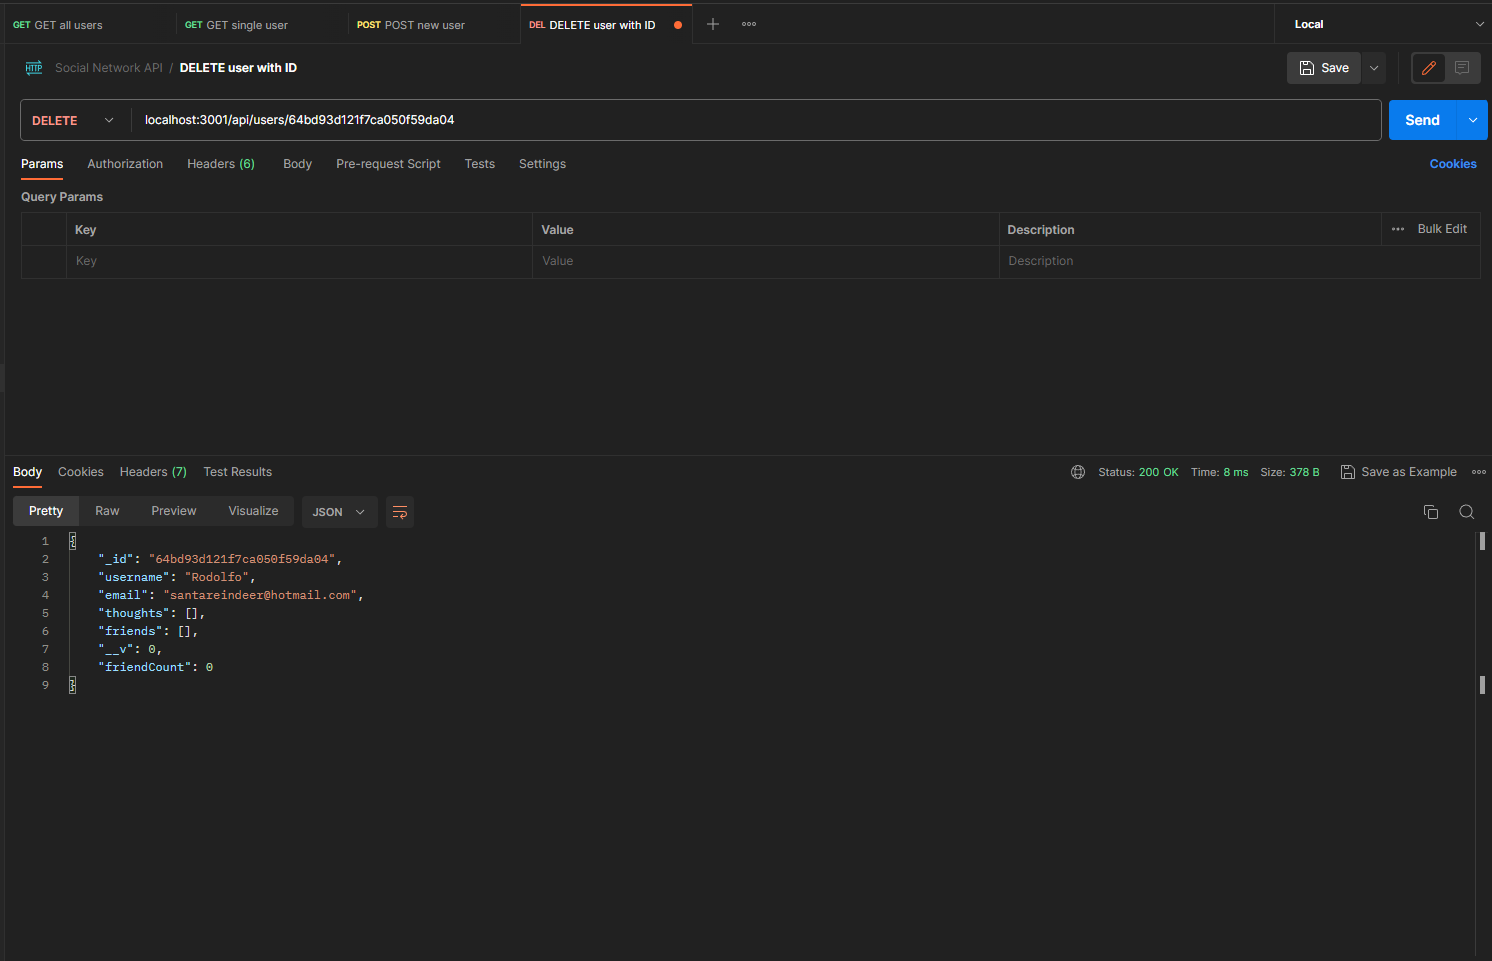 GET GET all users GET GET single user POST POST new user DEL DELETE user with ID Local
HTTP Social Network API / DELETE user with ID Save
DELETE localhost:3001/api/users/64bd93d121f7ca050f59da04 Send
Params Authorization Headers (6) Body Pre-request Script Tests Settings Cookies
Query Params
Key Value Description Bulk Edit
Key Value Description
Body Cookies Headers (7) Test Results Status: 200 OK Time: 8 ms Size: 378 B Save as Example
Pretty Raw Preview Visualize JSON
1 {
2 "_id": "64bd93d121f7ca050f59da04",
3 "username": "Rodolfo",
4 "email": "santareindeer@hotmail.com",
5 "thoughts": [],
6 "friends": [],
7 "__v": 0,
8 "friendCount": 0
9 }